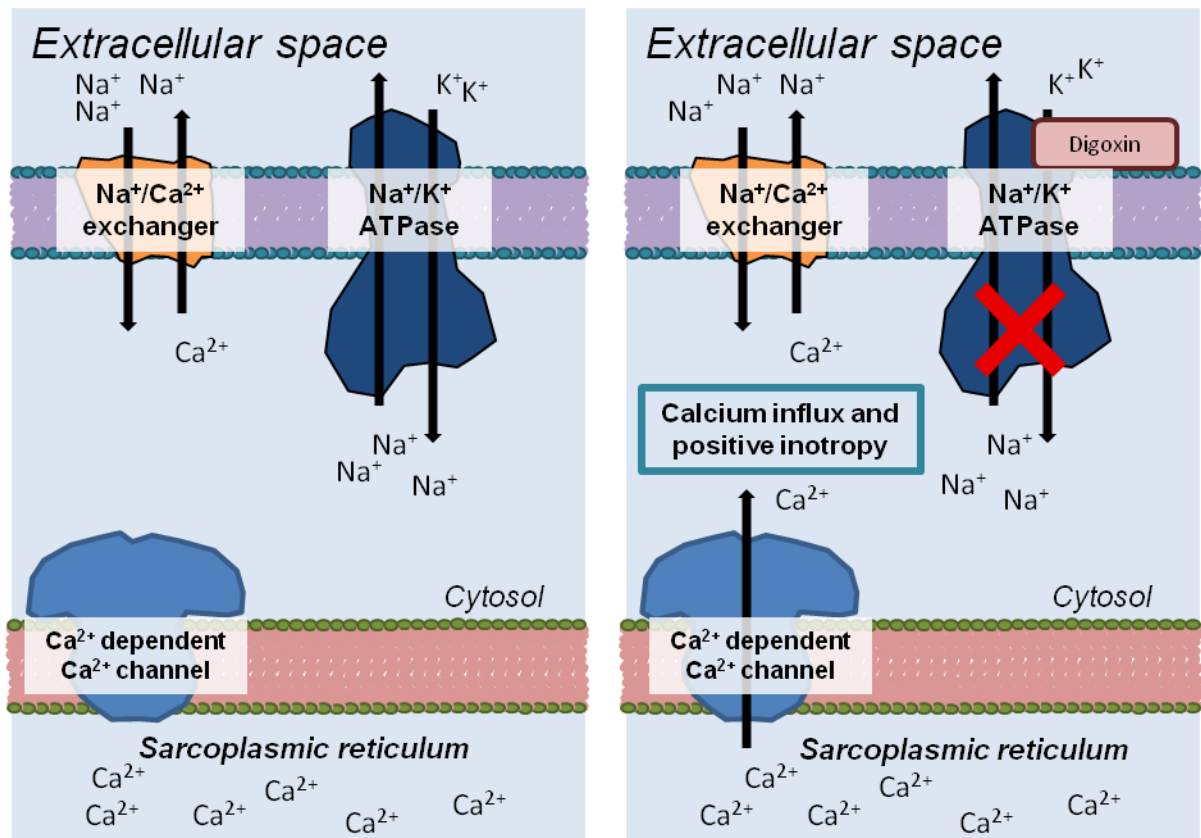 Extracellular space
Na⁺ Na⁺
Na⁺
K⁺K⁺
Na⁺/Ca²⁺
exchanger
Na⁺/K⁺
ATPase
Ca²⁺
Na⁺
Na⁺
Na⁺
Cytosol
Ca²⁺ dependent
Ca²⁺ channel
Sarcoplasmic reticulum
Ca²⁺
Ca²⁺
Ca²⁺
Ca²⁺
Ca²⁺
Ca²⁺
Extracellular space
Na⁺ Na⁺
Na⁺
K⁺ K⁺
Digoxin
Na⁺/Ca²⁺
exchanger
Na⁺/K⁺
ATPase
Ca²⁺
Calcium influx and
positive inotropy
Na⁺
Na⁺
Na⁺
Ca²⁺
Cytosol
Ca²⁺ dependent
Ca²⁺ channel
Sarcoplasmic reticulum
Ca²⁺
Ca²⁺
Ca²⁺
Ca²⁺
Ca²⁺
Ca²⁺